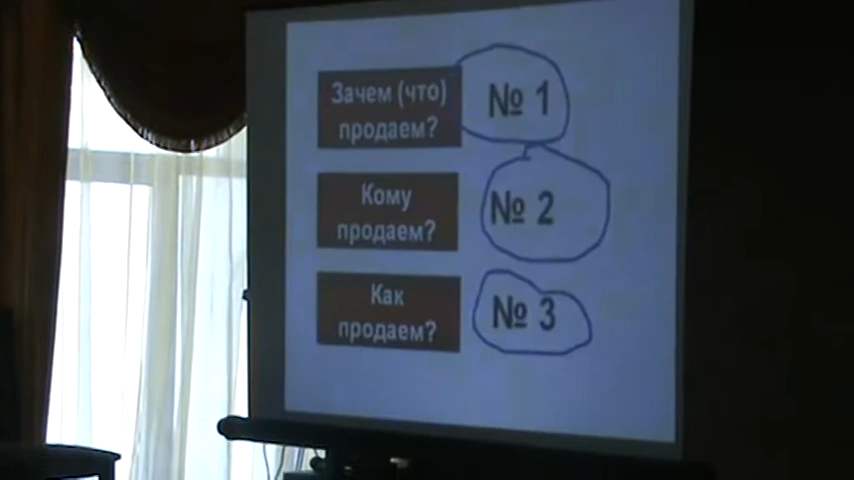 Зачем (что)
продаем?
№ 1
Кому
продаем?
№ 2
Как
продаем?
№ 3